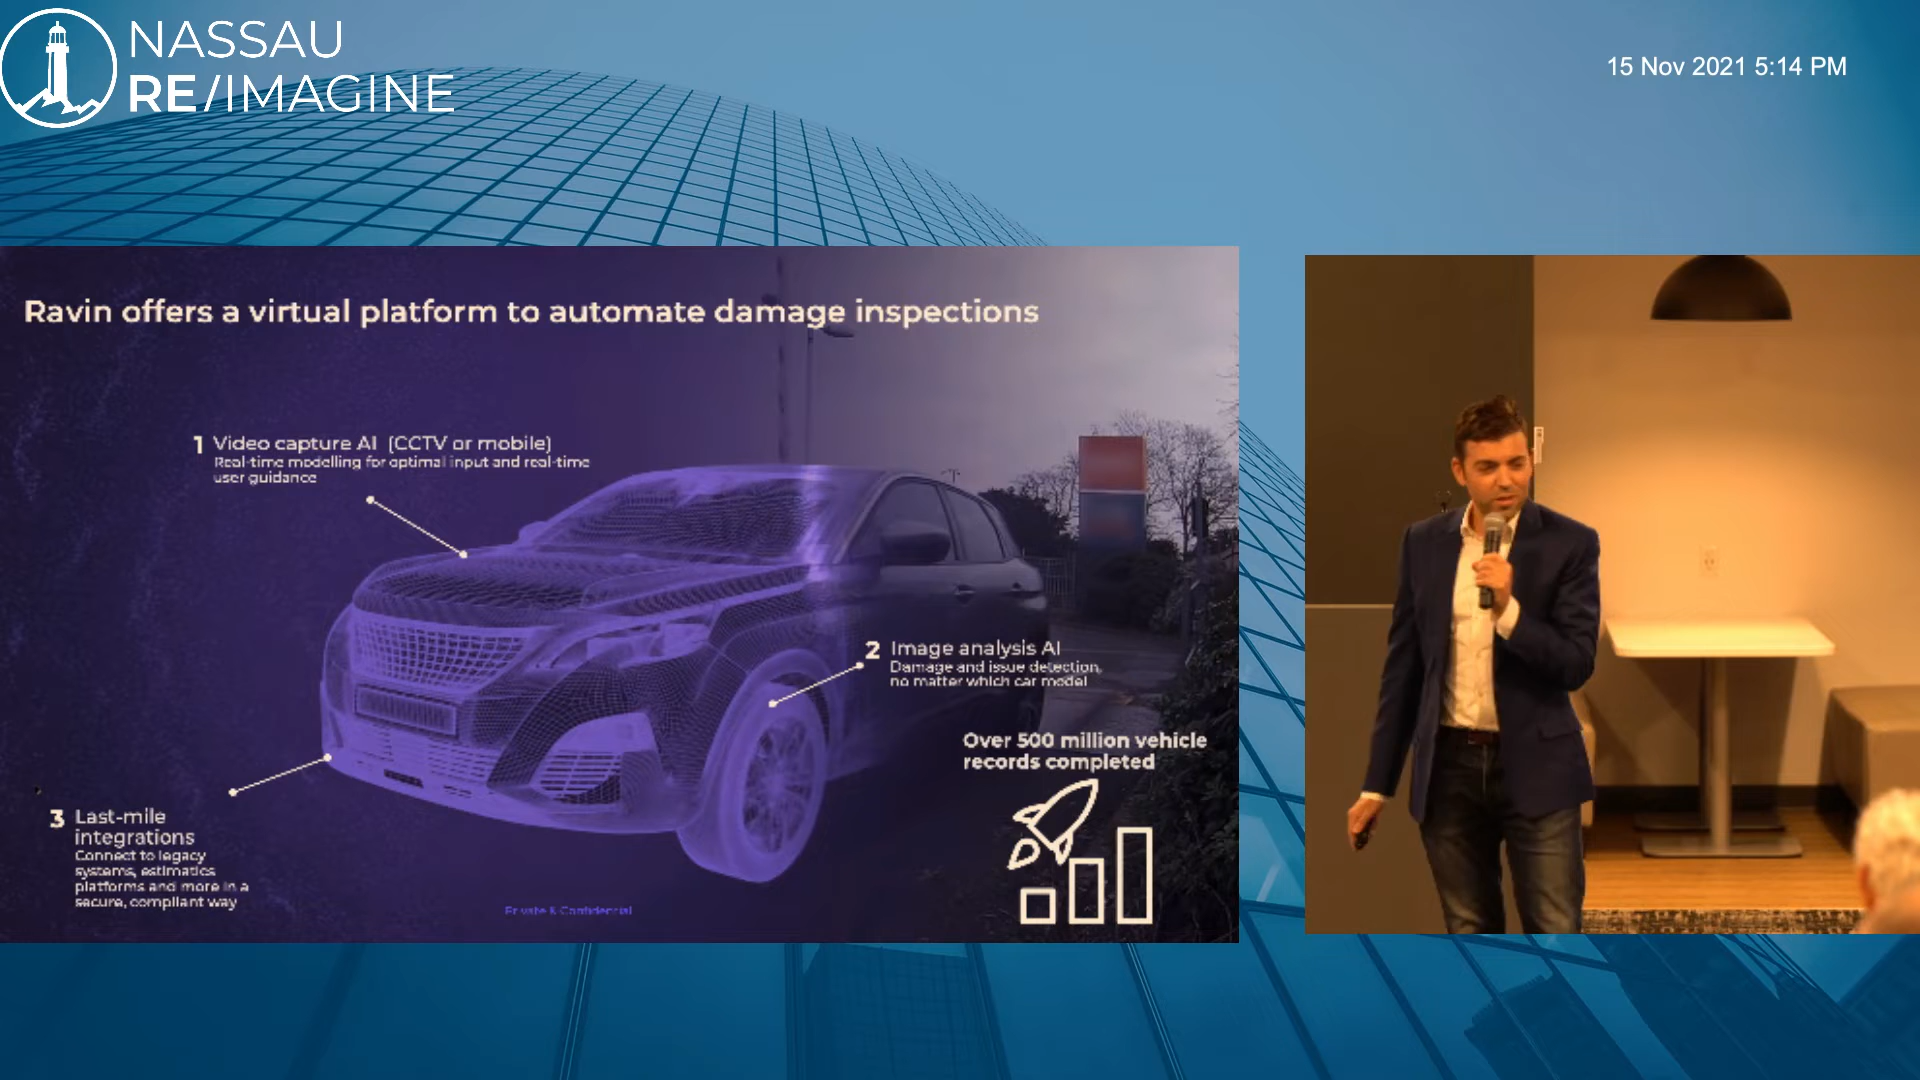 NASSAU
RE/IMAGINE
15 Nov 2021 5:14 PM
Ravin offers a virtual platform to automate damage inspections
1 Video capture AI (CCTV or mobile)
Real-time modelling for optimal input and real-time
user guidance
2 Image analysis AI
Damage and issue detection,
no matter which car model
Over 500 million vehicle
records completed
3 Last-mile
integrations
Connect to legacy
systems, estimatics
platforms and more in a
secure, compliant way
Private & Confidential